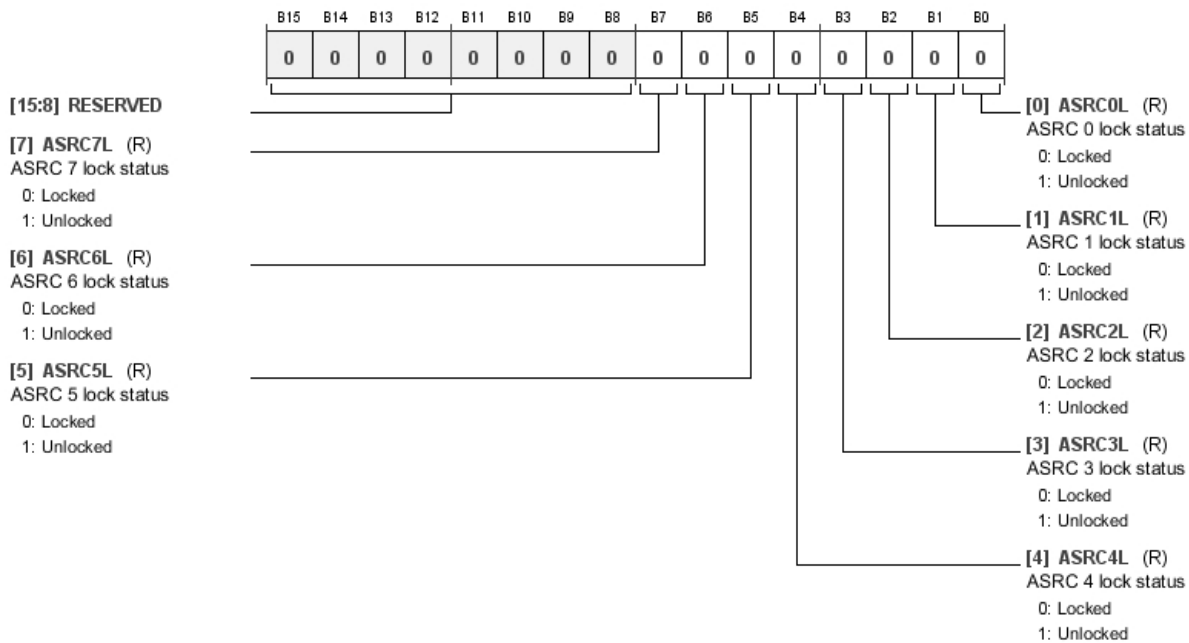 B15 B14 B13 B12 B11 B10 B9 B8 B7 B6 B5 B4 B3 B2 B1 B0
0 0 0 0 0 0 0 0 0 0 0 0 0 0 0 0
[15:8] RESERVED
[7] ASRC7L (R)
ASRC 7 lock status
0: Locked
1: Unlocked
[6] ASRC6L (R)
ASRC 6 lock status
0: Locked
1: Unlocked
[5] ASRC5L (R)
ASRC 5 lock status
0: Locked
1: Unlocked
[0] ASRC0L (R)
ASRC 0 lock status
0: Locked
1: Unlocked
[1] ASRC1L (R)
ASRC 1 lock status
0: Locked
1: Unlocked
[2] ASRC2L (R)
ASRC 2 lock status
0: Locked
1: Unlocked
[3] ASRC3L (R)
ASRC 3 lock status
0: Locked
1: Unlocked
[4] ASRC4L (R)
ASRC 4 lock status
0: Locked
1: Unlocked